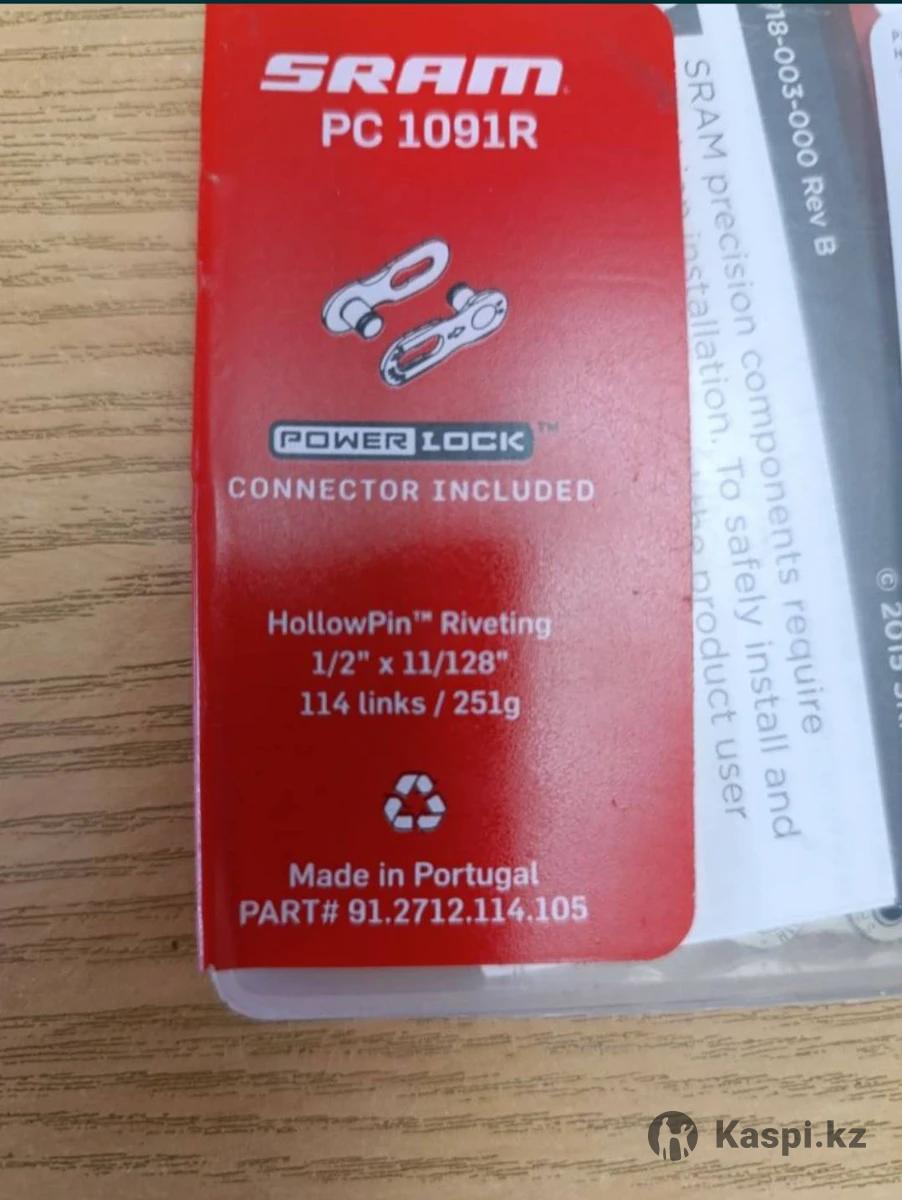 SRAM
PC 1091R
POWER LOCK™
CONNECTOR INCLUDED
HollowPin™ Riveting
1/2" x 11/128"
114 links / 251g
Made in Portugal
PART# 91.2712.114.105
18-003-000 Rev B
SRAM precision components require
installation. To safely install and
the product user
© 2015
Kaspi.kz